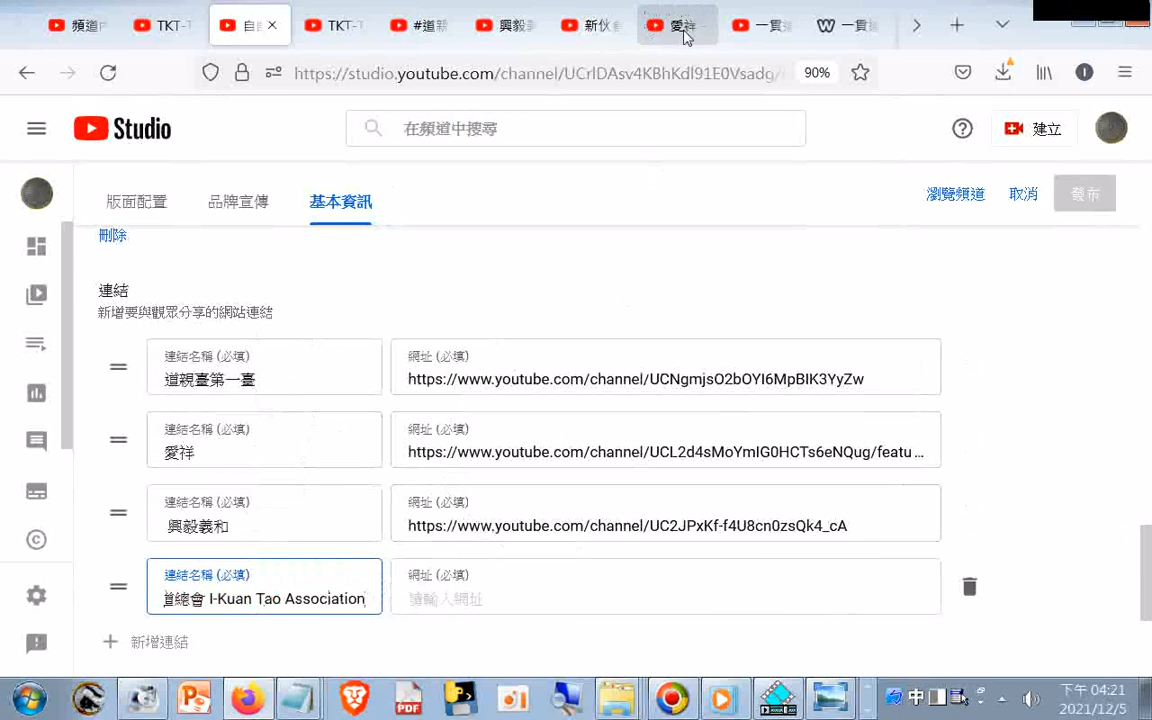 頻道
TKT-T
自
TKT-
#道
興毅
新伙
愛祥
一貫
一貫
https://studio.youtube.com/channel/UCrlDAsv4KBhKdl91E0Vsadg/
90%
Studio
在頻道中搜尋
建立
版面配置
品牌宣傳
基本資訊
瀏覽頻道
取消
發布
刪除
連結
新增要與觀眾分享的網站連結
連結名稱 (必填)
網址 (必填)
道親臺第一臺
https://www.youtube.com/channel/UCNgmjsO2bOYI6MpBIK3YyZw
連結名稱 (必填)
網址 (必填)
愛祥
https://www.youtube.com/channel/UCL2d4sMoYmIG0HCTs6eNQug/featu…
連結名稱 (必填)
網址 (必填)
興毅義和
https://www.youtube.com/channel/UC2JPxKf-f4U8cn0zsQk4_cA
連結名稱 (必填)
網址 (必填)
總會 I-Kuan Tao Association
請輸入網址
新增連結
PDF
中
下午 04:21
2021/12/5